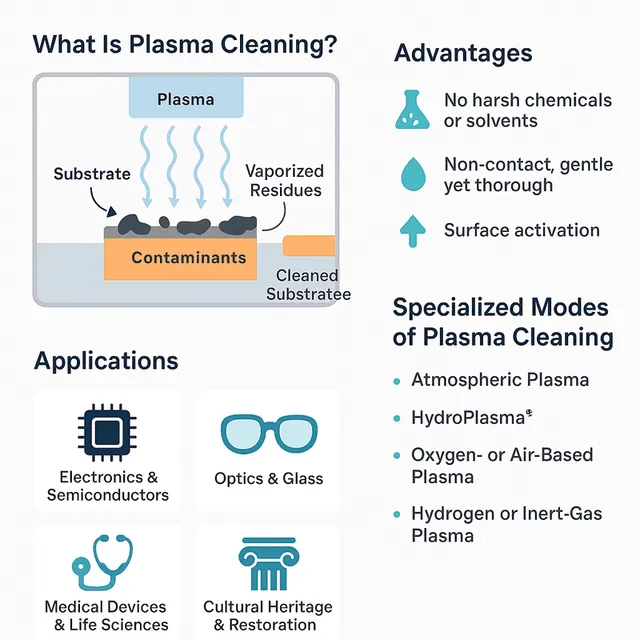 What Is Plasma Cleaning?
Plasma
Substrate
Vaporized
Residues
Contaminants
Cleaned
Substratee
Applications
Electronics &
Semiconductors
Optics & Glass
Medical Devices
& Life Sciences
Cultural Heritage
& Restoration
Advantages
No harsh chemicals
or solvents
Non-contact, gentle
yet thorough
Surface activation
Specialized Modes
of Plasma Cleaning
• Atmospheric Plasma
• HydroPlasma®
• Oxygen- or Air-Based
Plasma
• Hydrogen or Inert-Gas
Plasma